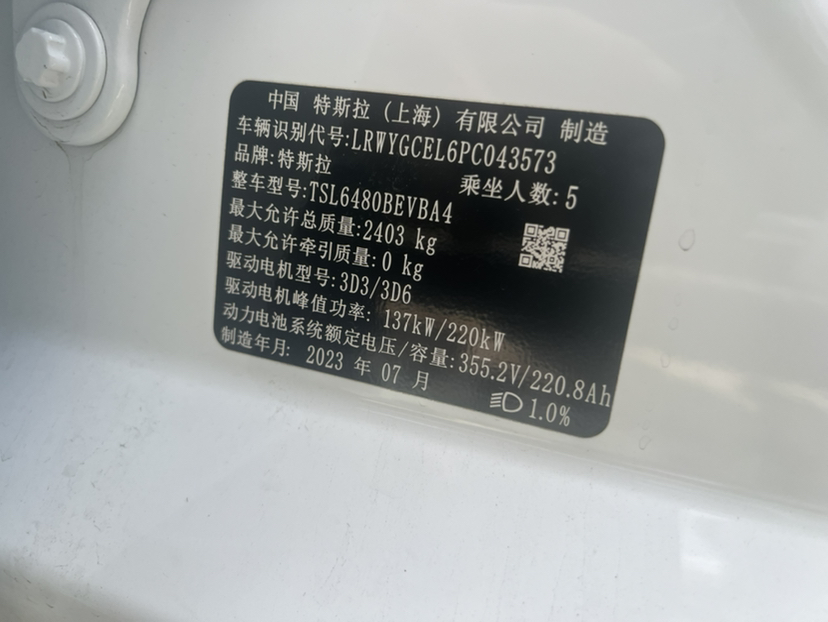 中国 特斯拉 (上海) 有限公司 制造
车辆识别代号:LRWYGCEL6PC043573
品牌:特斯拉 乘坐人数:5
整车型号:TSL6480BEVBA4
最大允许总质量:2403 kg
最大允许牵引质量:0 kg
驱动电机型号:3D3/3D6
驱动电机峰值功率: 137kW/220kW
动力电池系统额定电压/容量:355.2V/220.8Ah
制造年月: 2023 年 07 月
1.0%